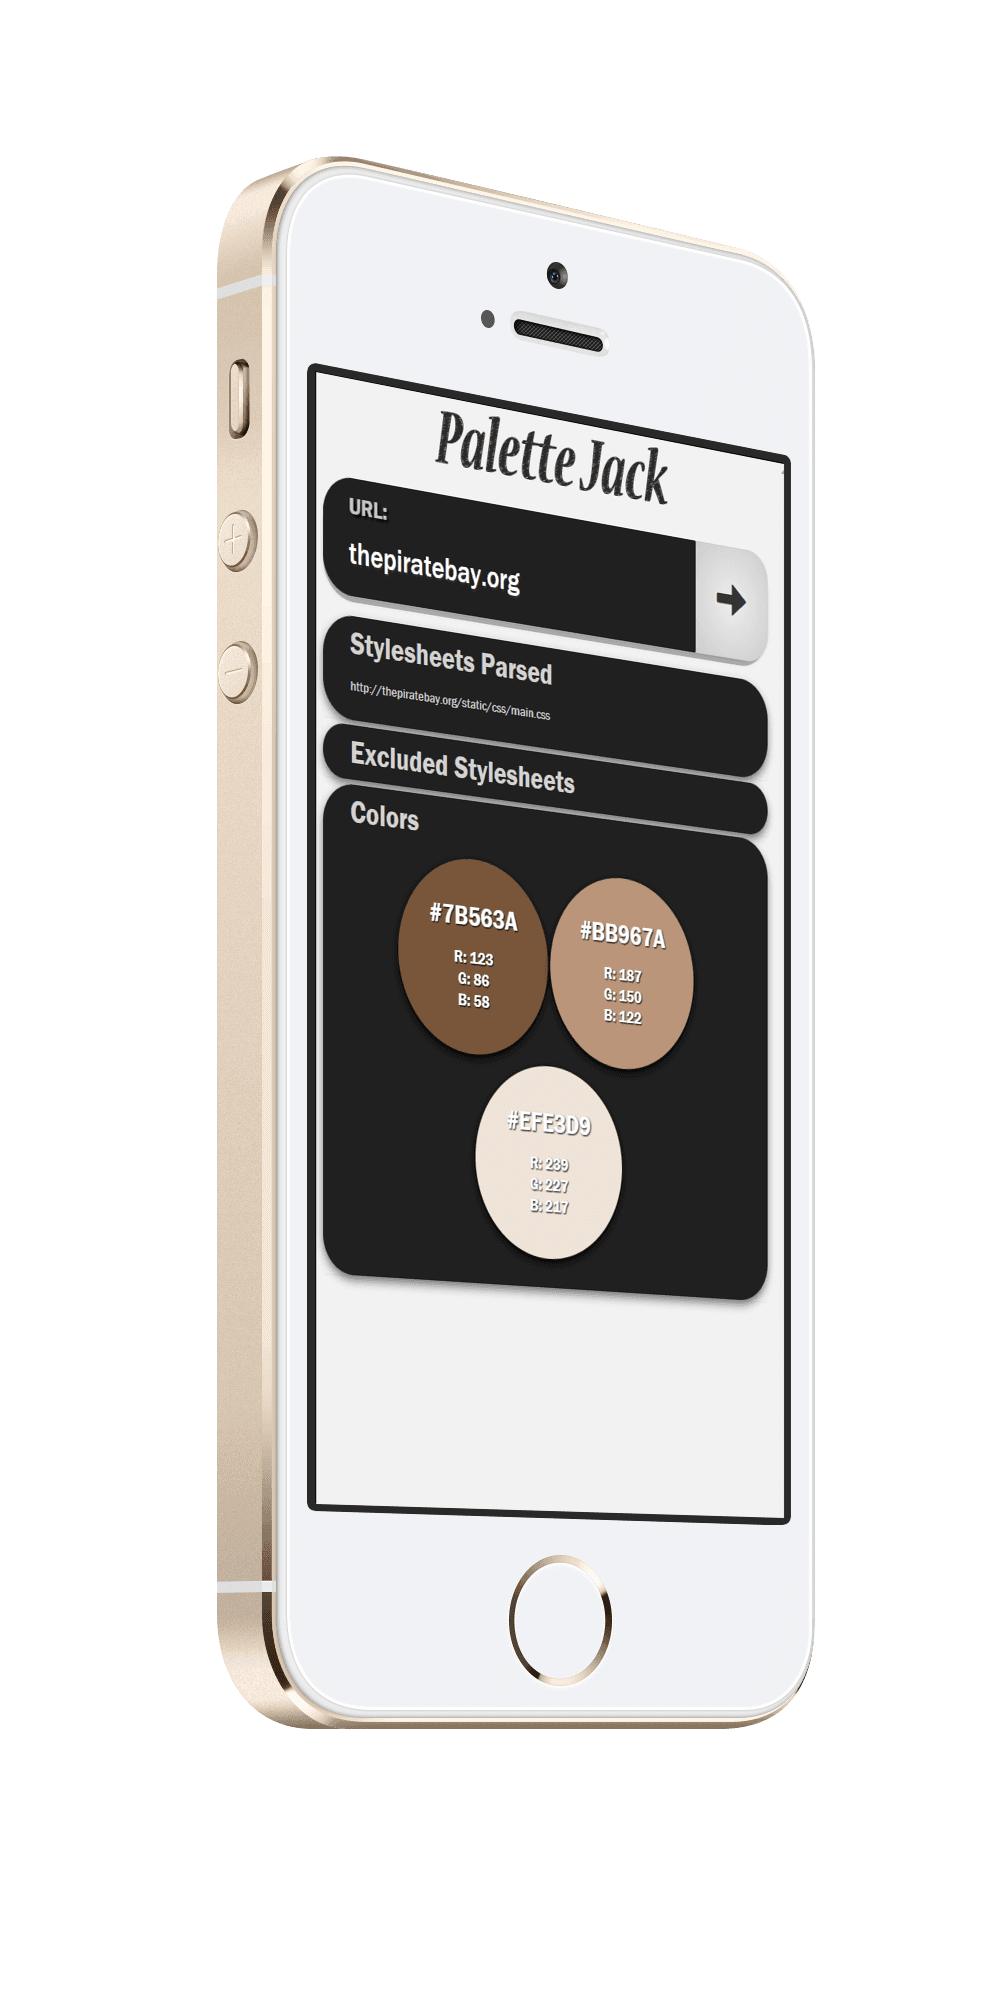 Palette Jack
URL:
thepiratebay.org
Stylesheets Parsed
http://thepiratebay.org/static/css/main.css
Excluded Stylesheets
Colors
#7B563A
R: 123
G: 86
B: 58
#BB967A
R: 187
G: 150
B: 122
#EFE3D9
R: 239
G: 227
B: 217